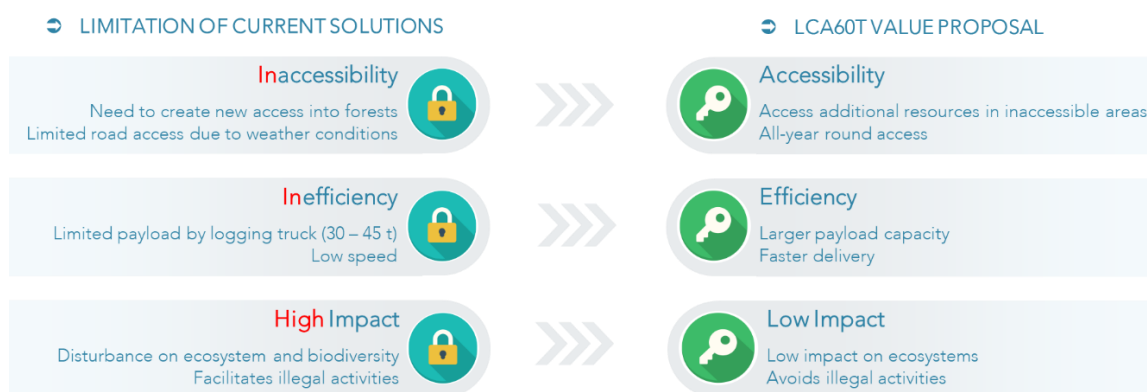 ➲ LIMITATION OF CURRENT SOLUTIONS
➲ LCA60T VALUE PROPOSAL
Inaccessibility
Need to create new access into forests
Limited road access due to weather conditions
Accessibility
Access additional resources in inaccessible areas
All-year round access
Inefficiency
Limited payload by logging truck (30 – 45 t)
Low speed
Efficiency
Larger payload capacity
Faster delivery
High Impact
Disturbance on ecosystem and biodiversity
Facilitates illegal activities
Low Impact
Low impact on ecosystems
Avoids illegal activities